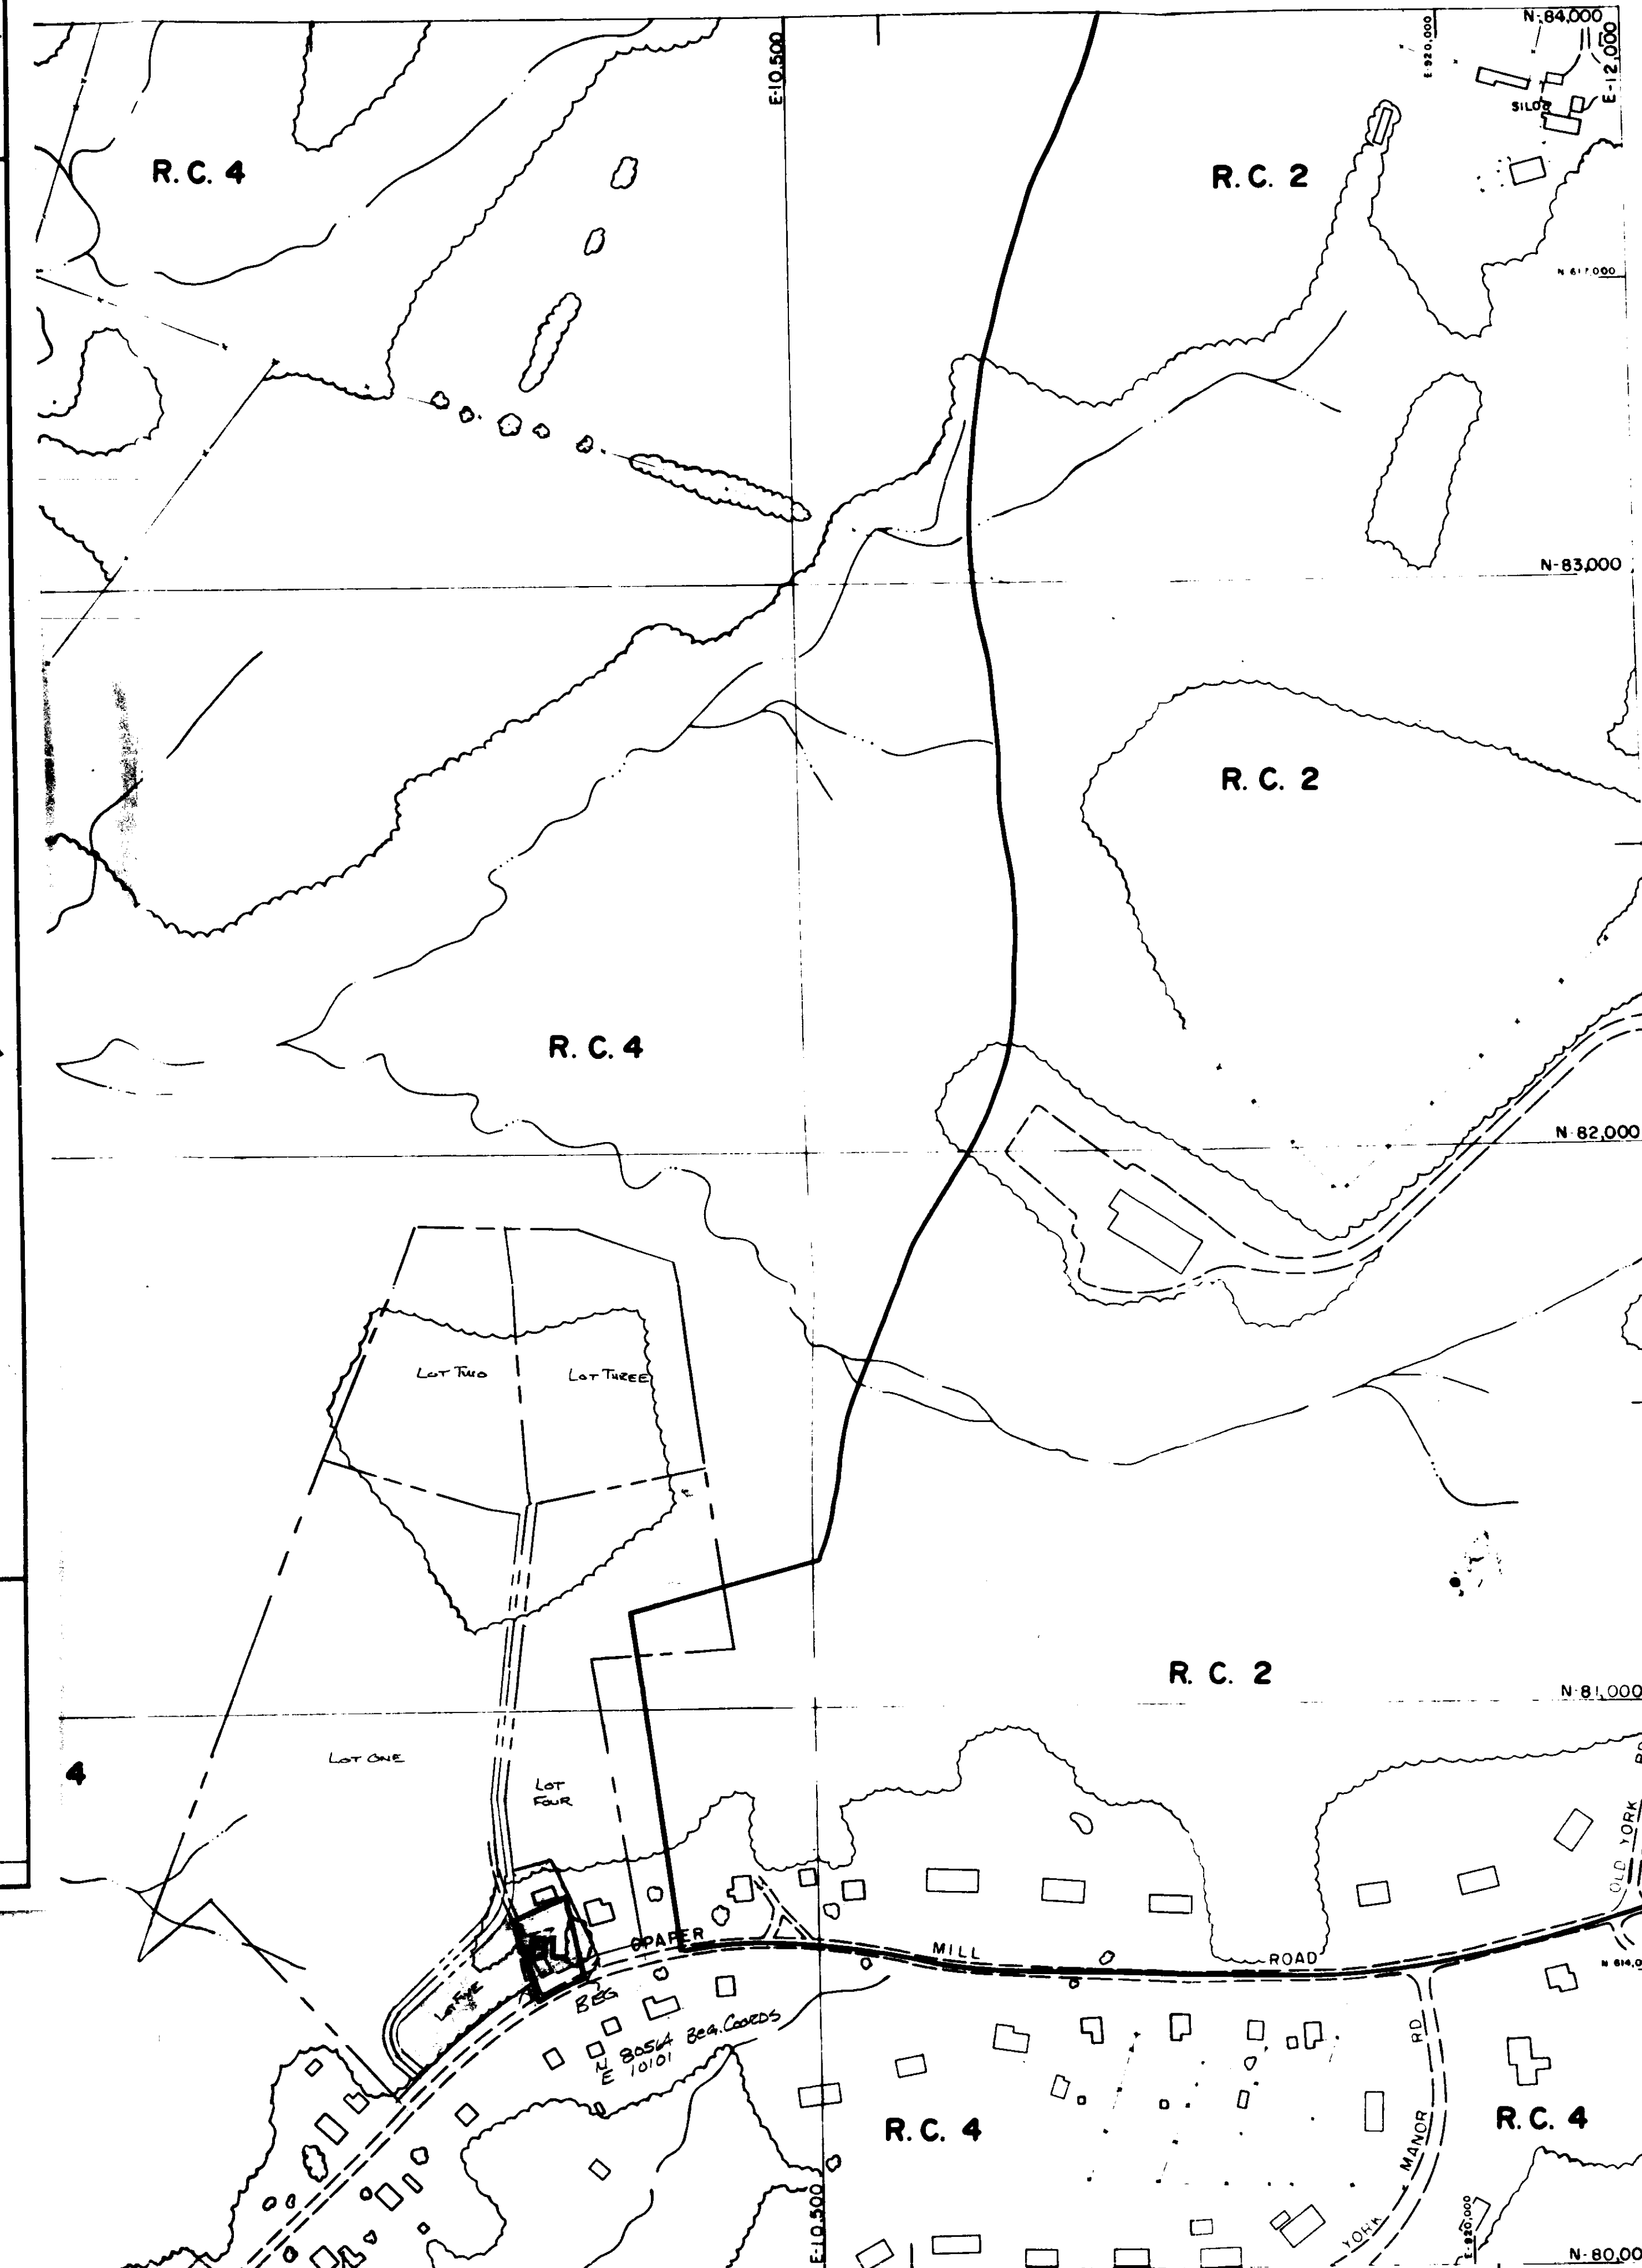 N-84,000
E-10,500
E-920,000
E-12,000
SILOS
R. C. 4
R. C. 2
N 617,000
N-83,000
R. C. 2
R. C. 4
N-82,000
LOT TWO
LOT THREE
R. C. 2
N-81,000
LOT ONE
4
LOT
FOUR
OLD YORK RD
PAPER MILL ROAD
BEG
N 80564 BEG. COORDS
E 10101
RD
MANOR
YORK
R. C. 4
R. C. 4
E-10,500
E-920,000
N-80,00